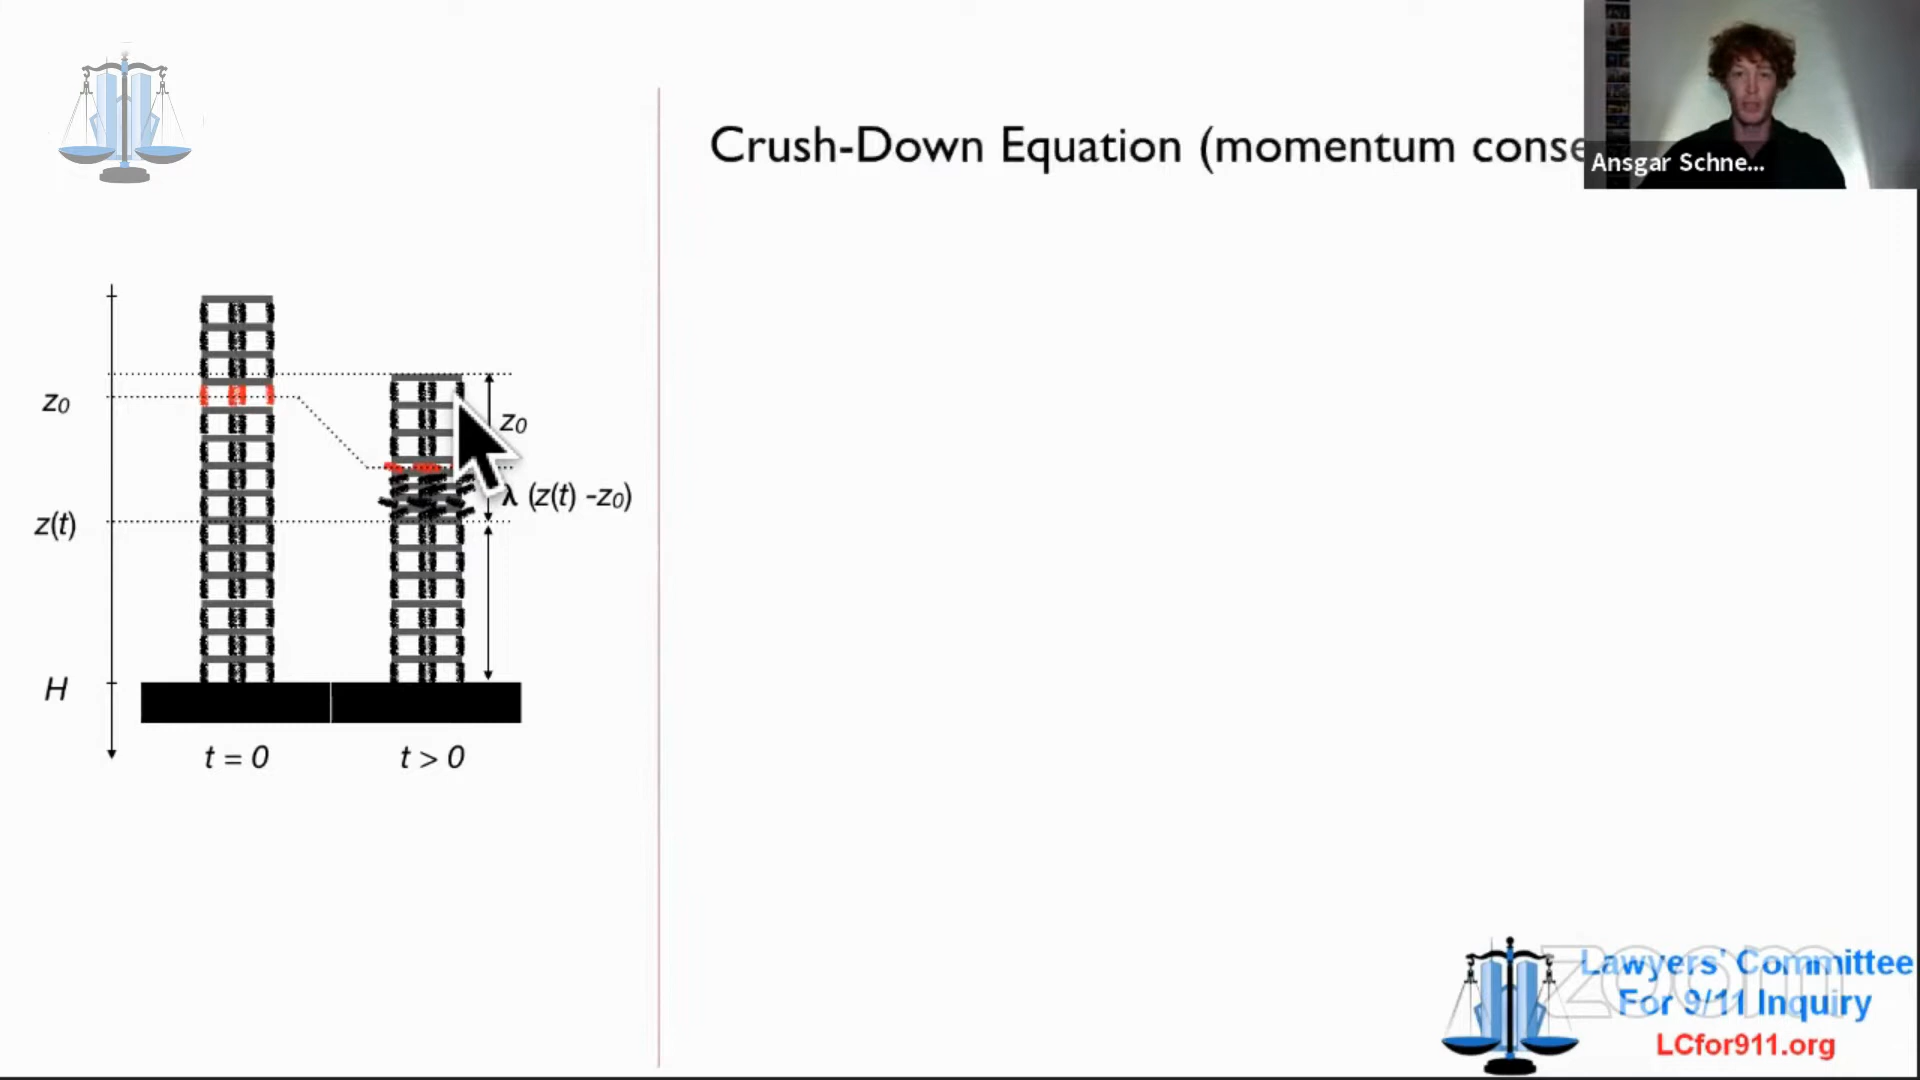 Crush-Down Equation (momentum conse
Ansgar Schne...
z0
z0
λ (z(t) -z0)
z(t)
H
t = 0
t > 0
zoom
Lawyers' Committee
For 9/11 Inquiry
LCfor911.org